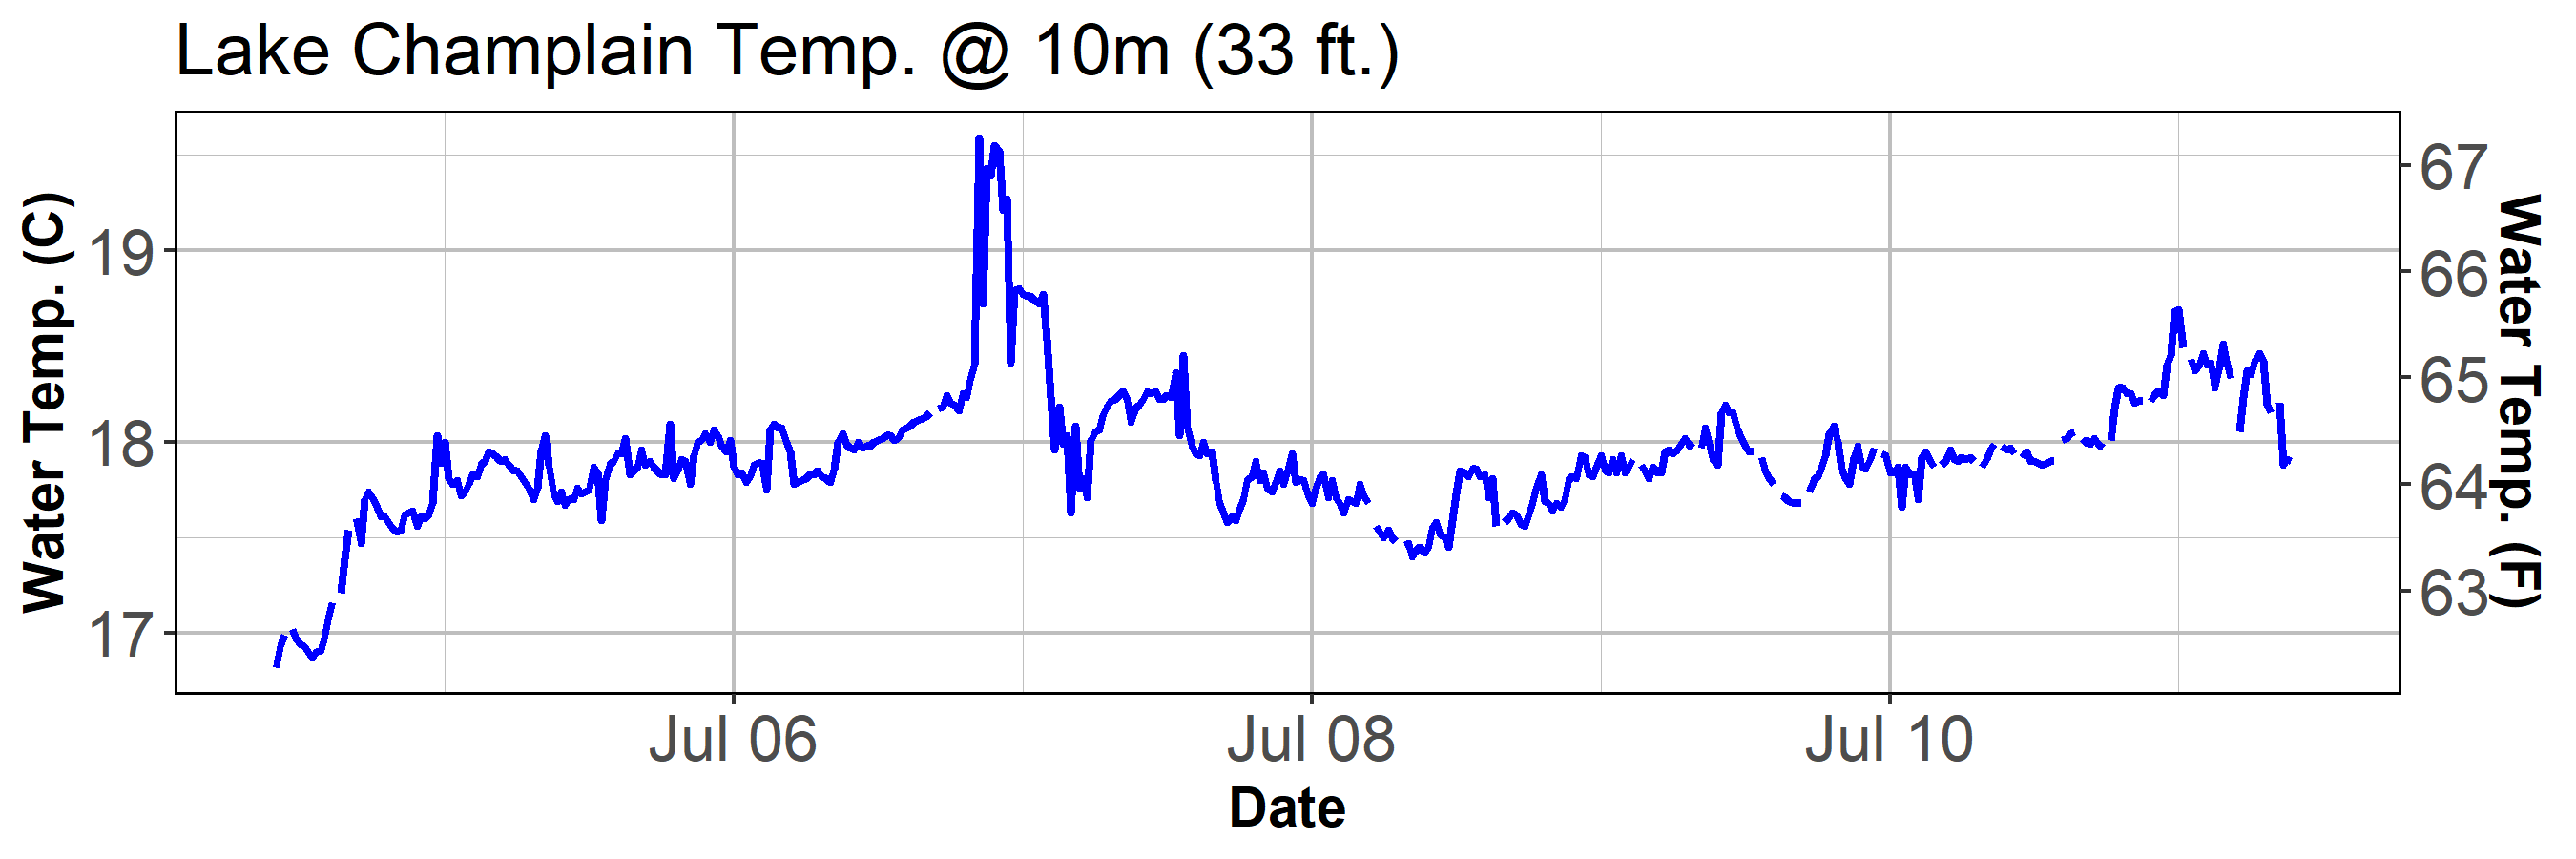 Lake Champlain Temp. @ 10m (33 ft.)
Water Temp. (C)
19
18
17
67
66
65
64
63
Water Temp. (F)
Jul 06
Jul 08
Jul 10
Date